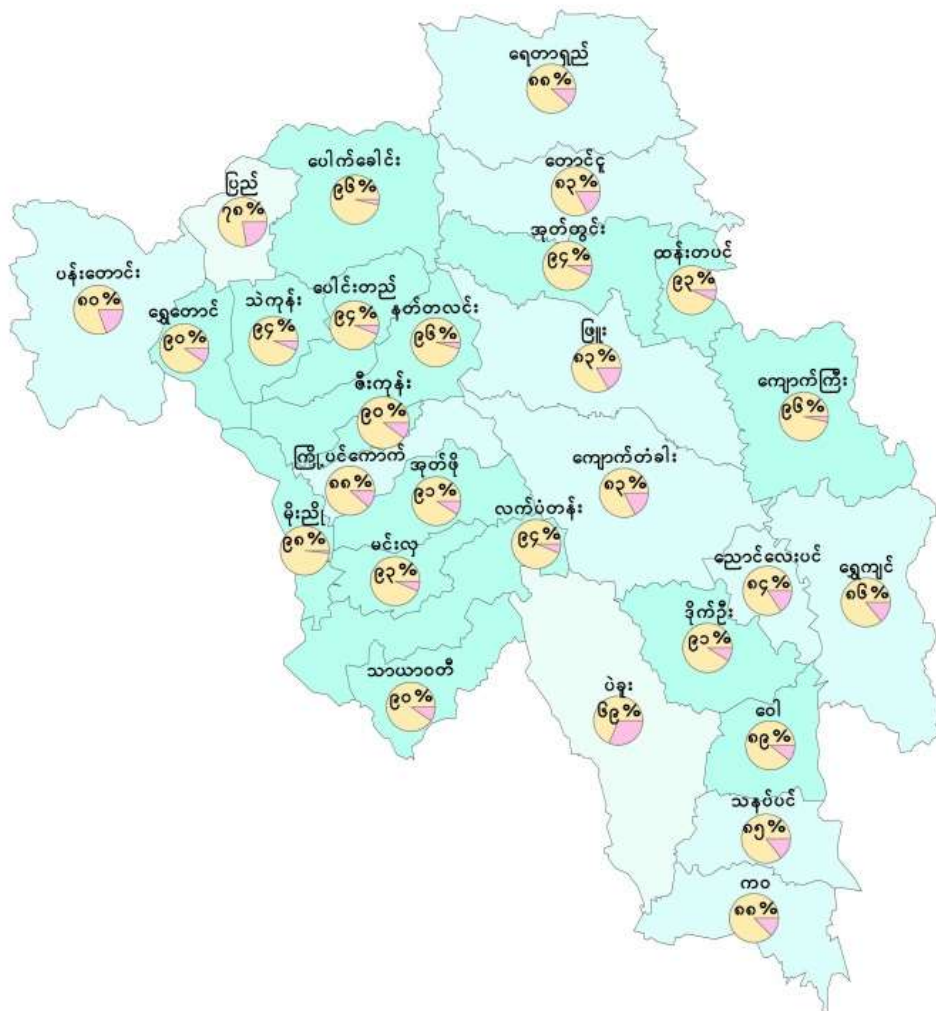 ရေတာရှည်
၈၈%
တောင်ငူ
၈၃%
ပေါက်ခေါင်း
၉၆%
ပြည်
၇၈%
အုတ်တွင်း
၉၄%
ထန်းတပင်
၉၃%
ပန်းတောင်း
၈၀%
ရွှေတောင်
၉၀%
သဲကုန်း
၉၄%
ပေါင်းတည်
၉၄%
နတ်တလင်း
၉၆%
ဖြူး
၈၃%
ကျောက်ကြီး
၉၆%
ဇီးကုန်း
၉၀%
ကြို့ပင်ကောက်
၈၈%
အုတ်ဖို
၉၁%
ကျောက်တံခါး
၈၃%
လက်ပံတန်း
၉၄%
မိုးညို
၉၈%
မင်းလှ
၉၃%
ညောင်လေးပင်
၈၄%
ရွှေကျင်
၈၆%
ဒိုက်ဦး
၉၁%
သာယာဝတီ
၉၀%
ပဲခူး
၆၉%
ဝေါ
၈၉%
သနပ်ပင်
၈၅%
ကဝ
၈၈%